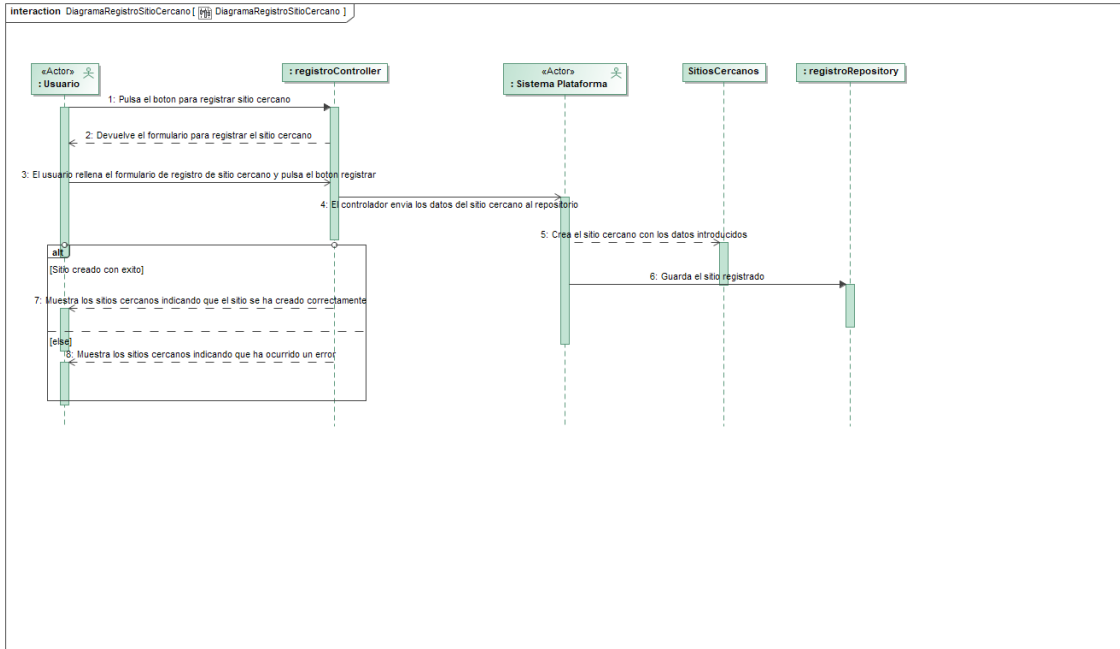 interaction DiagramaRegistroSitioCercano [ DiagramaRegistroSitioCercano ]
«Actor»
: Usuario
: registroController
«Actor»
: Sistema Plataforma
SitiosCercanos
: registroRepository
1: Pulsa el boton para registrar sitio cercano
2: Devuelve el formulario para registrar el sitio cercano
3: El usuario rellena el formulario de registro de sitio cercano y pulsa el boton registrar
4: El controlador envia los datos del sitio cercano al repositorio
5: Crea el sitio cercano con los datos introducidos
alt
[Sitio creado con exito]
6: Guarda el sitio registrado
7: Muestra los sitios cercanos indicando que el sitio se ha creado correctamente
[else]
8: Muestra los sitios cercanos indicando que ha ocurrido un error